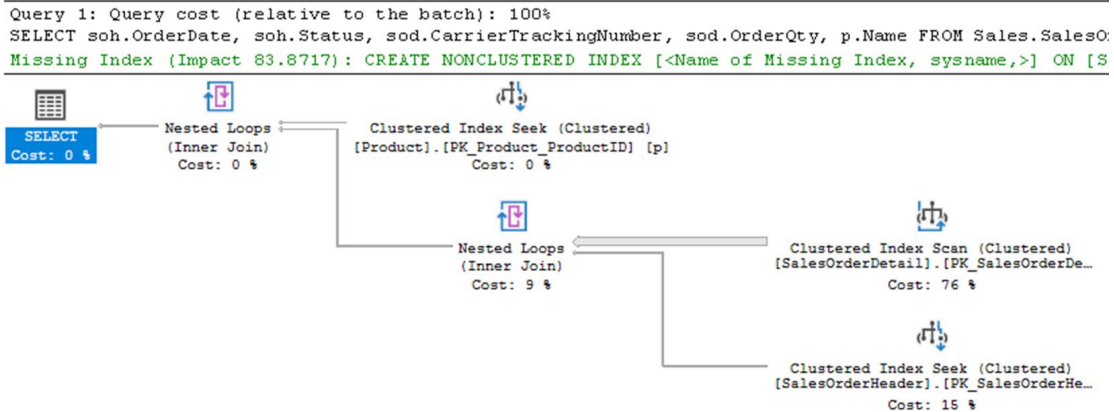 Query 1: Query cost (relative to the batch): 100%
SELECT soh.OrderDate, soh.Status, sod.CarrierTrackingNumber, sod.OrderQty, p.Name FROM Sales.SalesO
Missing Index (Impact 83.8717): CREATE NONCLUSTERED INDEX [<Name of Missing Index, sysname,>] ON [S
SELECT
Cost: 0 %
Nested Loops
(Inner Join)
Cost: 0 %
Clustered Index Seek (Clustered)
[Product].[PK_Product_ProductID] [p]
Cost: 0 %
Nested Loops
(Inner Join)
Cost: 9 %
Clustered Index Scan (Clustered)
[SalesOrderDetail].[PK_SalesOrderDe…
Cost: 76 %
Clustered Index Seek (Clustered)
[SalesOrderHeader].[PK_SalesOrderHe…
Cost: 15 %